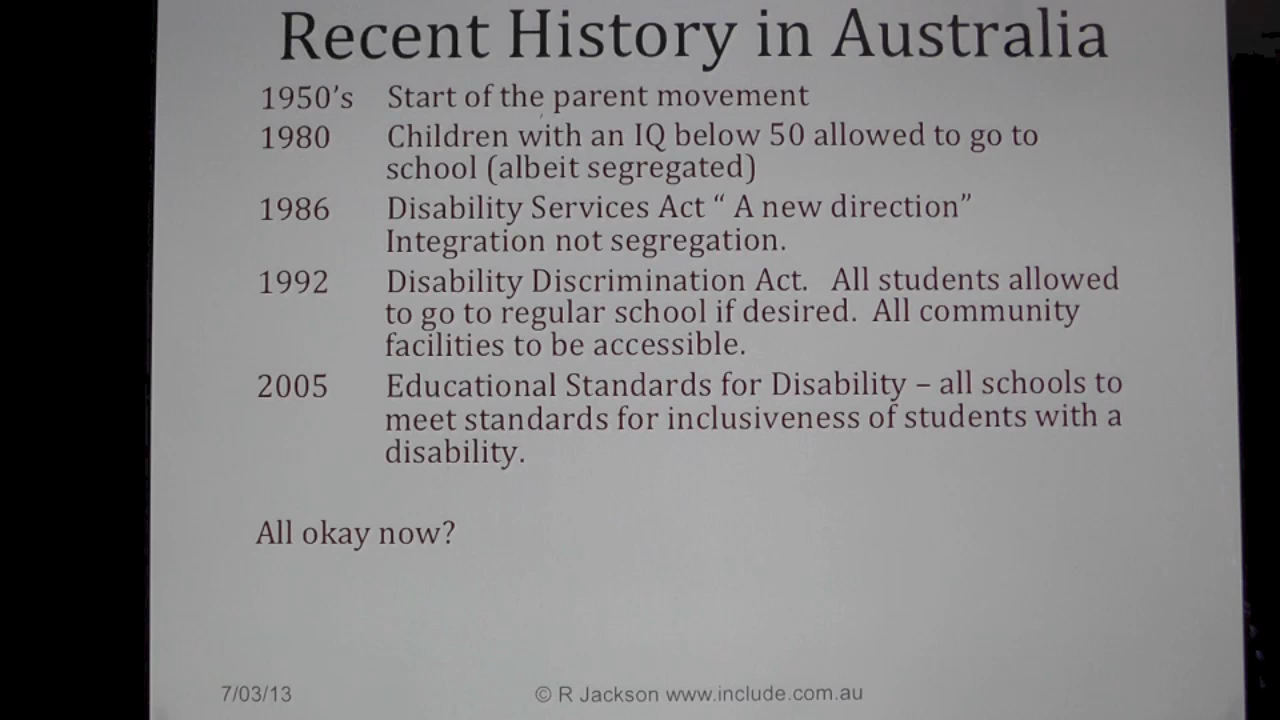 Recent History in Australia
1950's Start of the parent movement
1980 Children with an IQ below 50 allowed to go to
school (albeit segregated)
1986 Disability Services Act “ A new direction”
Integration not segregation.
1992 Disability Discrimination Act. All students allowed
to go to regular school if desired. All community
facilities to be accessible.
2005 Educational Standards for Disability – all schools to
meet standards for inclusiveness of students with a
disability.
All okay now?
7/03/13 © R Jackson www.include.com.au